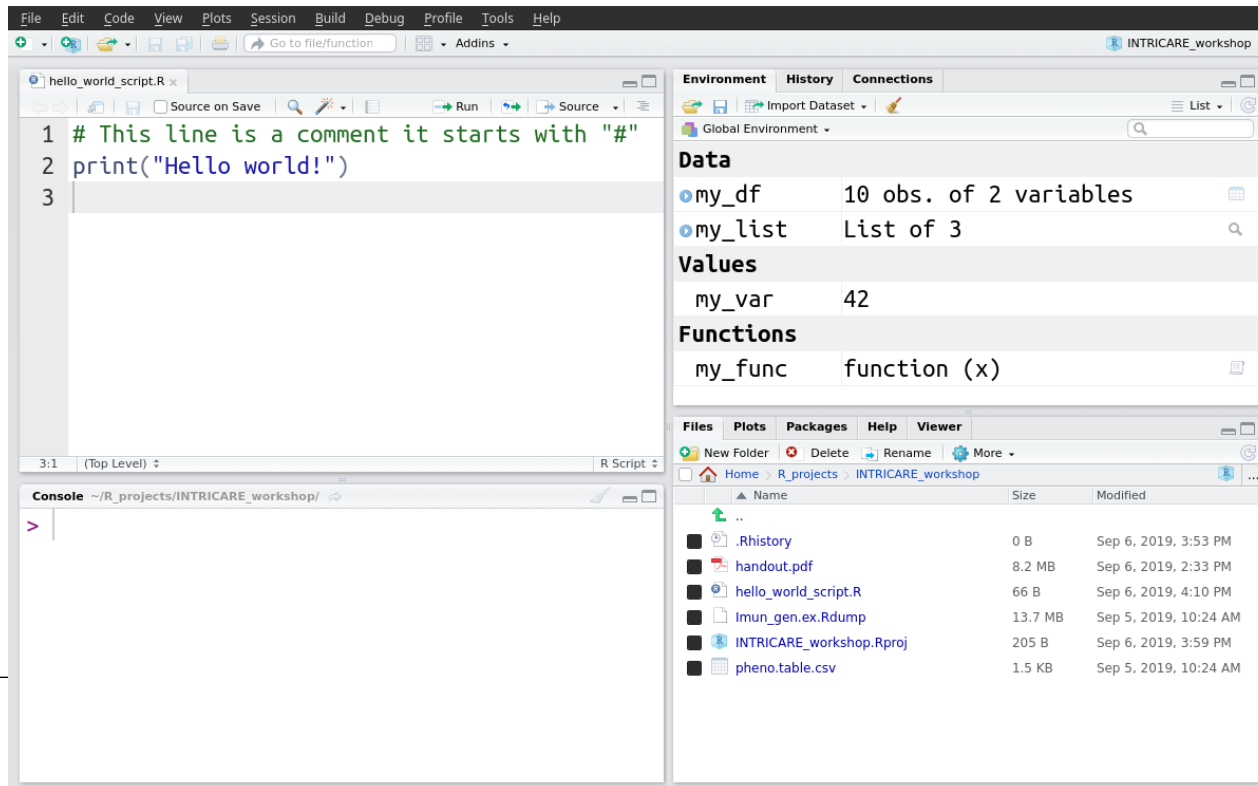 File Edit Code View Plots Session Build Debug Profile Tools Help
Go to file/function Addins INTRICARE_workshop
hello_world_script.R
Source on Save Run Source
1 # This line is a comment it starts with "#"
2 print("Hello world!")
3
3:1 (Top Level) R Script
Console ~/R_projects/INTRICARE_workshop/
>
Environment History Connections
Import Dataset List
Global Environment
Data
my_df 10 obs. of 2 variables
my_list List of 3
Values
my_var 42
Functions
my_func function (x)
Files Plots Packages Help Viewer
New Folder Delete Rename More
Home R_projects INTRICARE_workshop ...
Name Size Modified
..
.Rhistory 0 B Sep 6, 2019, 3:53 PM
handout.pdf 8.2 MB Sep 6, 2019, 2:33 PM
hello_world_script.R 66 B Sep 6, 2019, 4:10 PM
Imun_gen.ex.Rdump 13.7 MB Sep 5, 2019, 10:24 AM
INTRICARE_workshop.Rproj 205 B Sep 6, 2019, 3:59 PM
pheno.table.csv 1.5 KB Sep 5, 2019, 10:24 AM